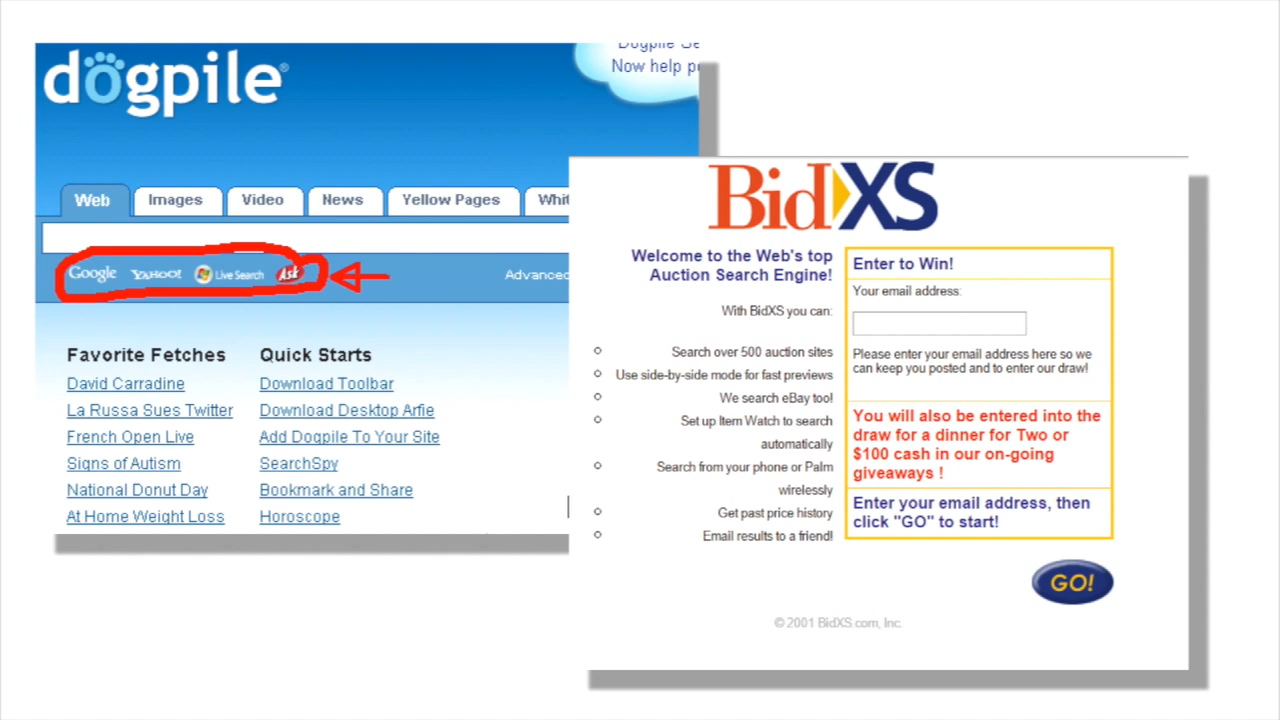 dogpile®
Now help
Web
Images
Video
News
Yellow Pages
Google
YAHOO!
Live Search
Ask
Advanced
Favorite Fetches
David Carradine
La Russa Sues Twitter
French Open Live
Signs of Autism
National Donut Day
At Home Weight Loss
Quick Starts
Download Toolbar
Download Desktop Arfie
Add Dogpile To Your Site
SearchSpy
Bookmark and Share
Horoscope
BidXS
Welcome to the Web's top
Auction Search Engine!
With BidXS you can:
Search over 500 auction sites
Use side-by-side mode for fast previews
We search eBay too!
Set up Item Watch to search
automatically
Search from your phone or Palm
wirelessly
Get past price history
Email results to a friend!
Enter to Win!
Your email address:
Please enter your email address here so we
can keep you posted and to enter our draw!
You will also be entered into the
draw for a dinner for Two or
$100 cash in our on-going
giveaways !
Enter your email address, then
click "GO" to start!
GO!
© 2001 BidXS.com, Inc.